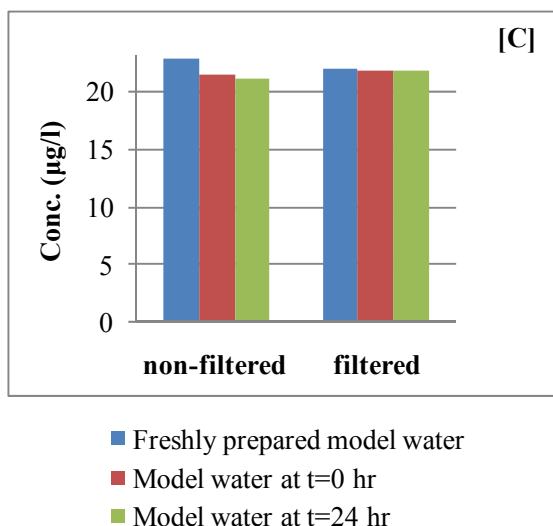 [C]
Conc. (µg/l)
20
15
10
5
0
non-filtered filtered
Freshly prepared model water
Model water at t=0 hr
Model water at t=24 hr